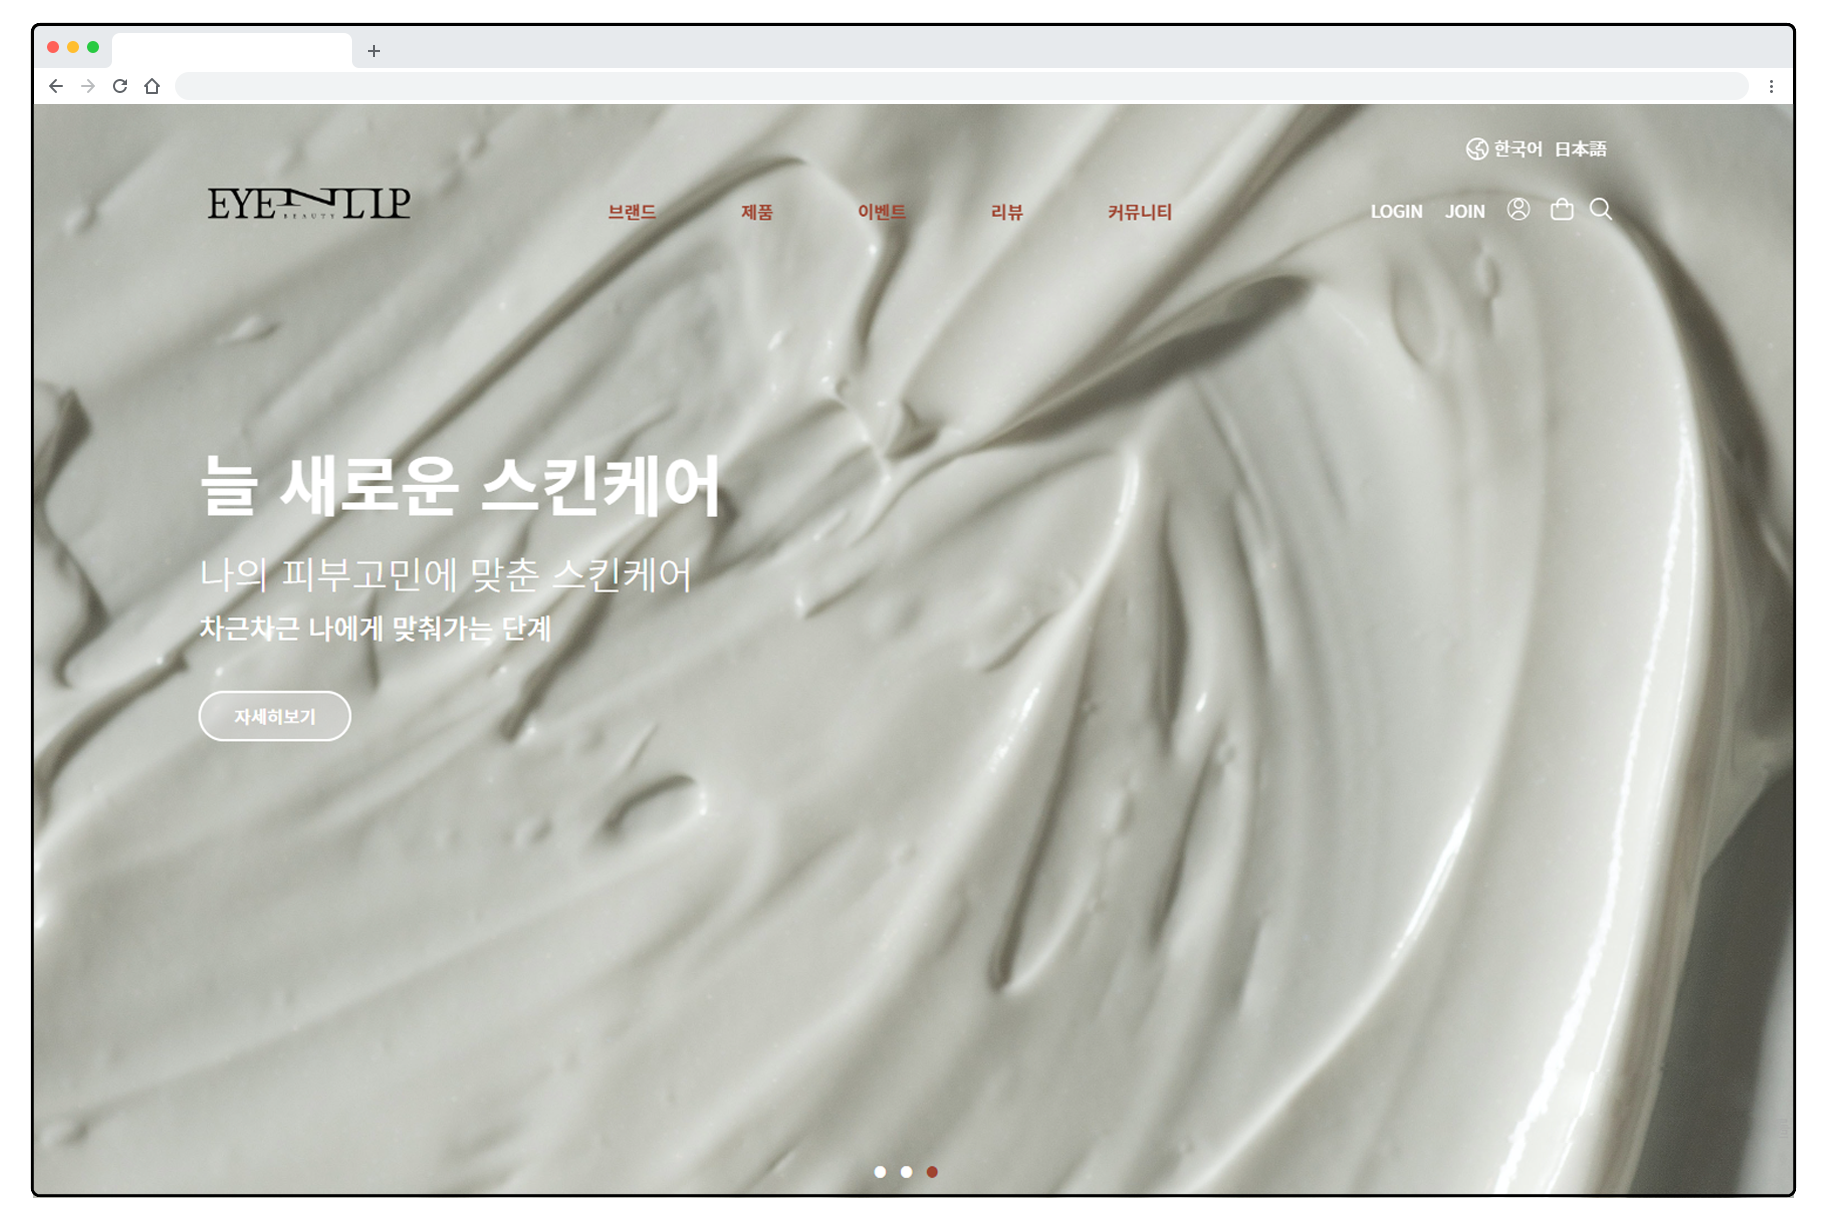 한국어 日本語
EYENLIP
BEAUTY
브랜드 제품 이벤트 리뷰 커뮤니티
LOGIN JOIN
늘 새로운 스킨케어
나의 피부고민에 맞춘 스킨케어
차근차근 나에게 맞춰가는 단계
자세히보기